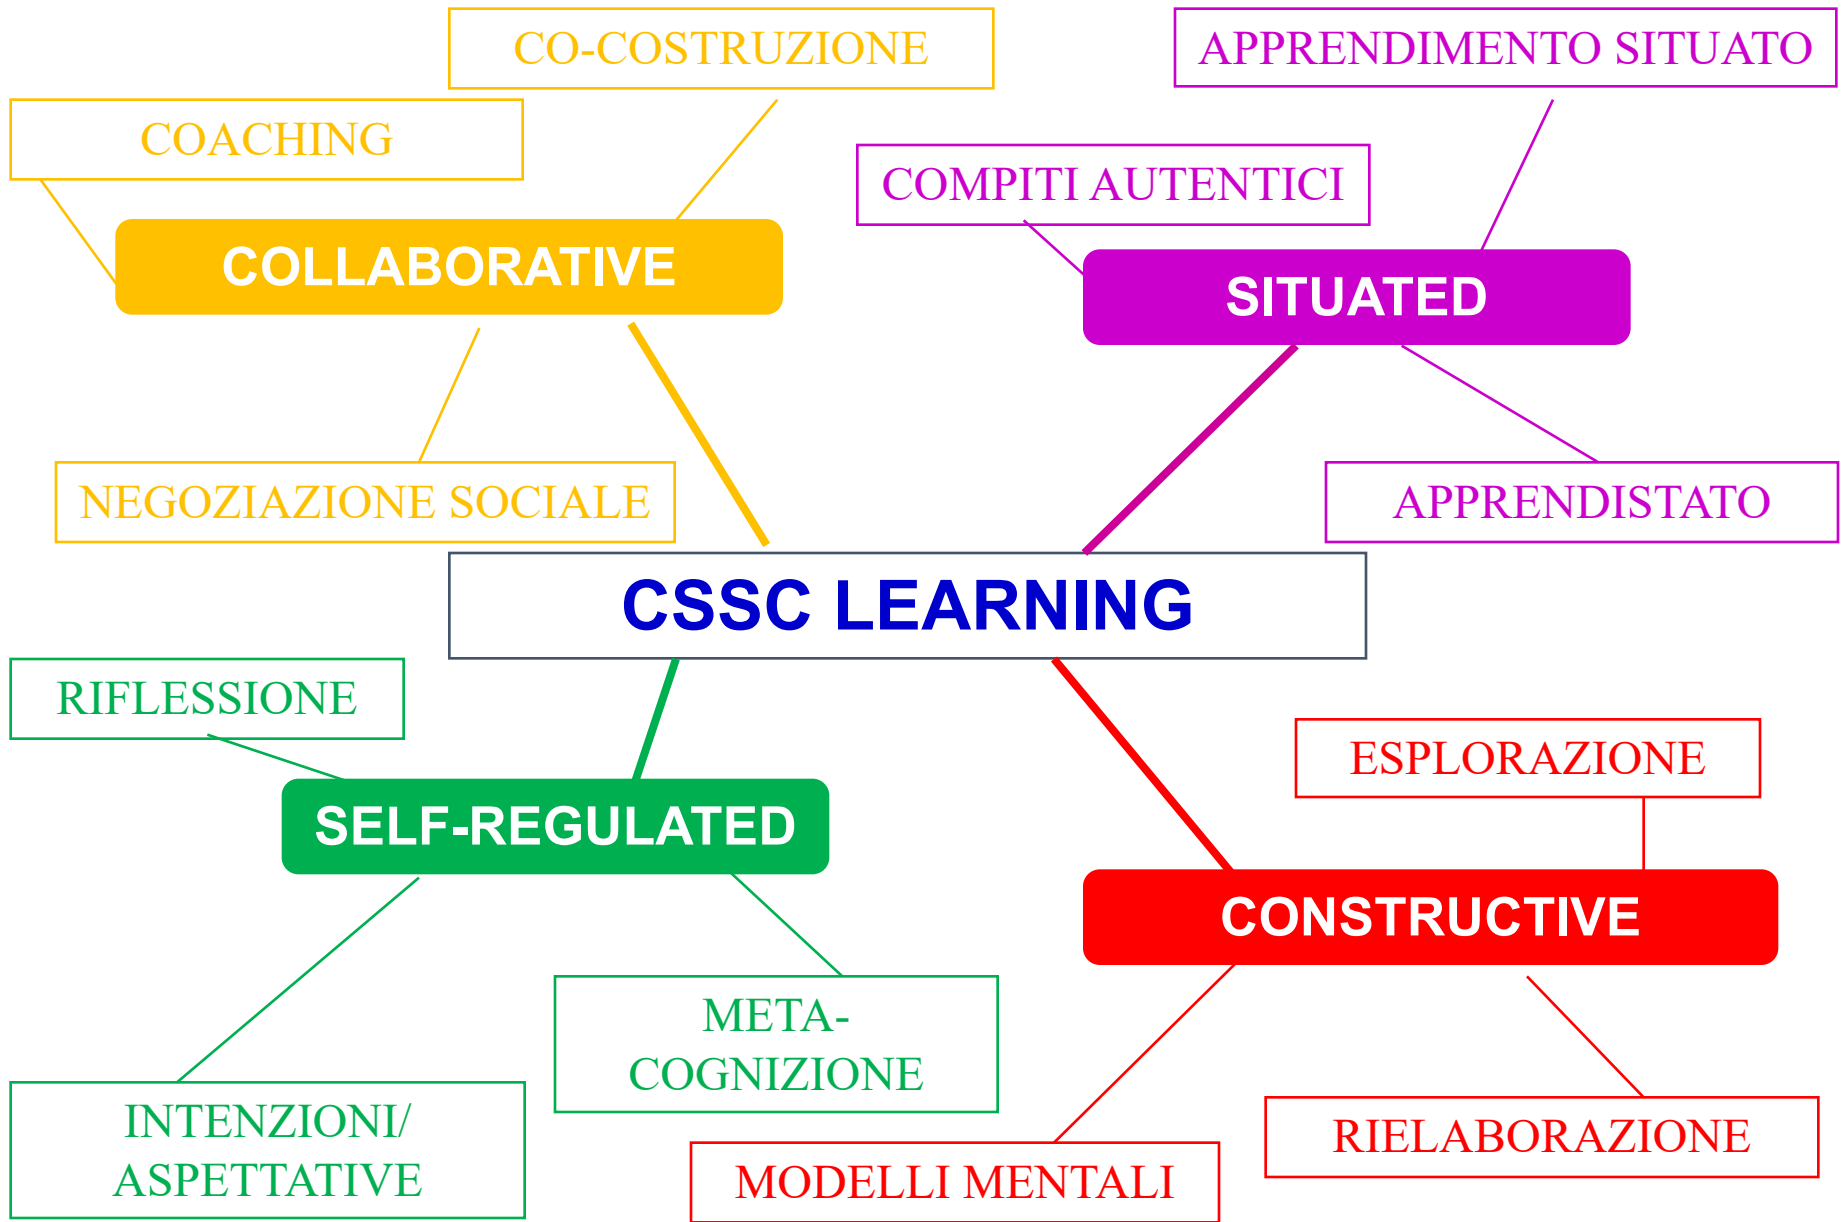 CO-COSTRUZIONE
APPRENDIMENTO SITUATO
COACHING
COMPITI AUTENTICI
COLLABORATIVE
SITUATED
NEGOZIAZIONE SOCIALE
APPRENDISTATO
CSSC LEARNING
RIFLESSIONE
ESPLORAZIONE
SELF-REGULATED
CONSTRUCTIVE
META-
COGNIZIONE
INTENZIONI/
ASPETTATIVE
RIELABORAZIONE
MODELLI MENTALI